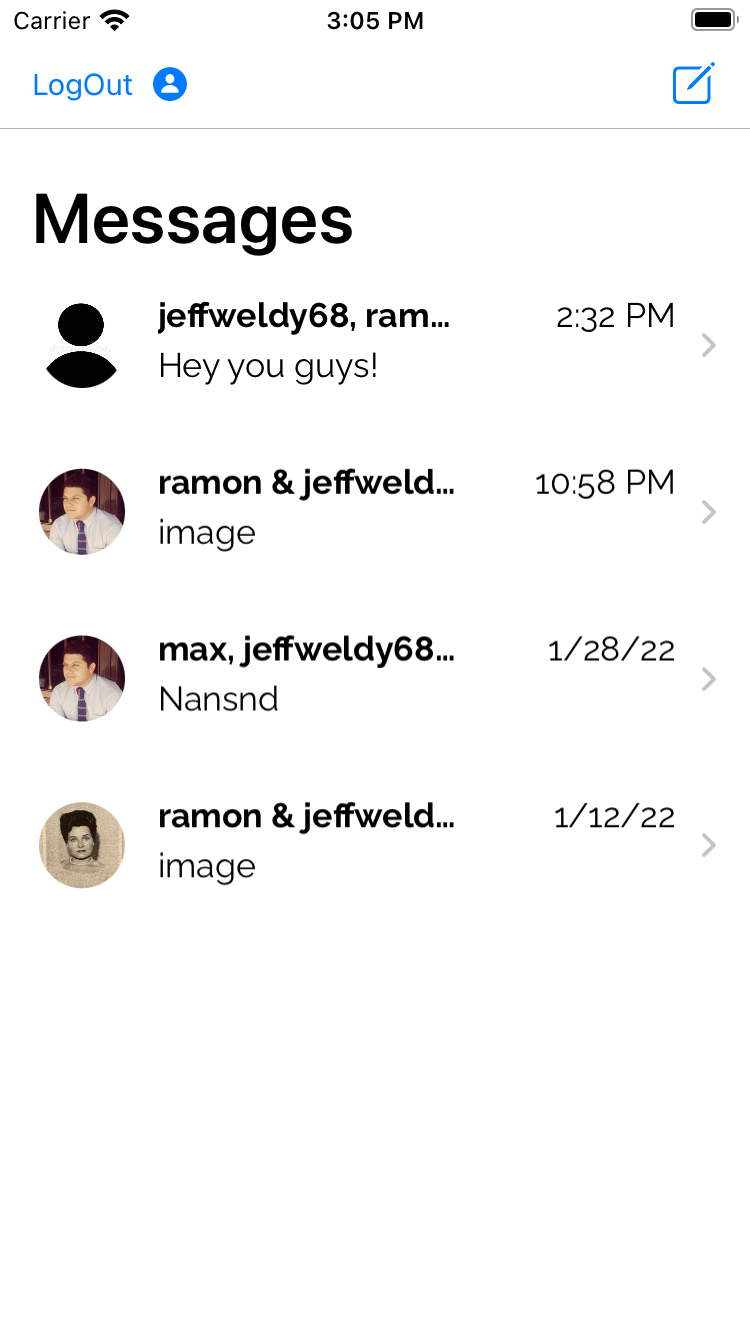 Carrier 3:05 PM
LogOut
Messages
jeffweldy68, ram... 2:32 PM
Hey you guys!
ramon & jeffweld... 10:58 PM
image
max, jeffweldy68... 1/28/22
Nansnd
ramon & jeffweld... 1/12/22
image